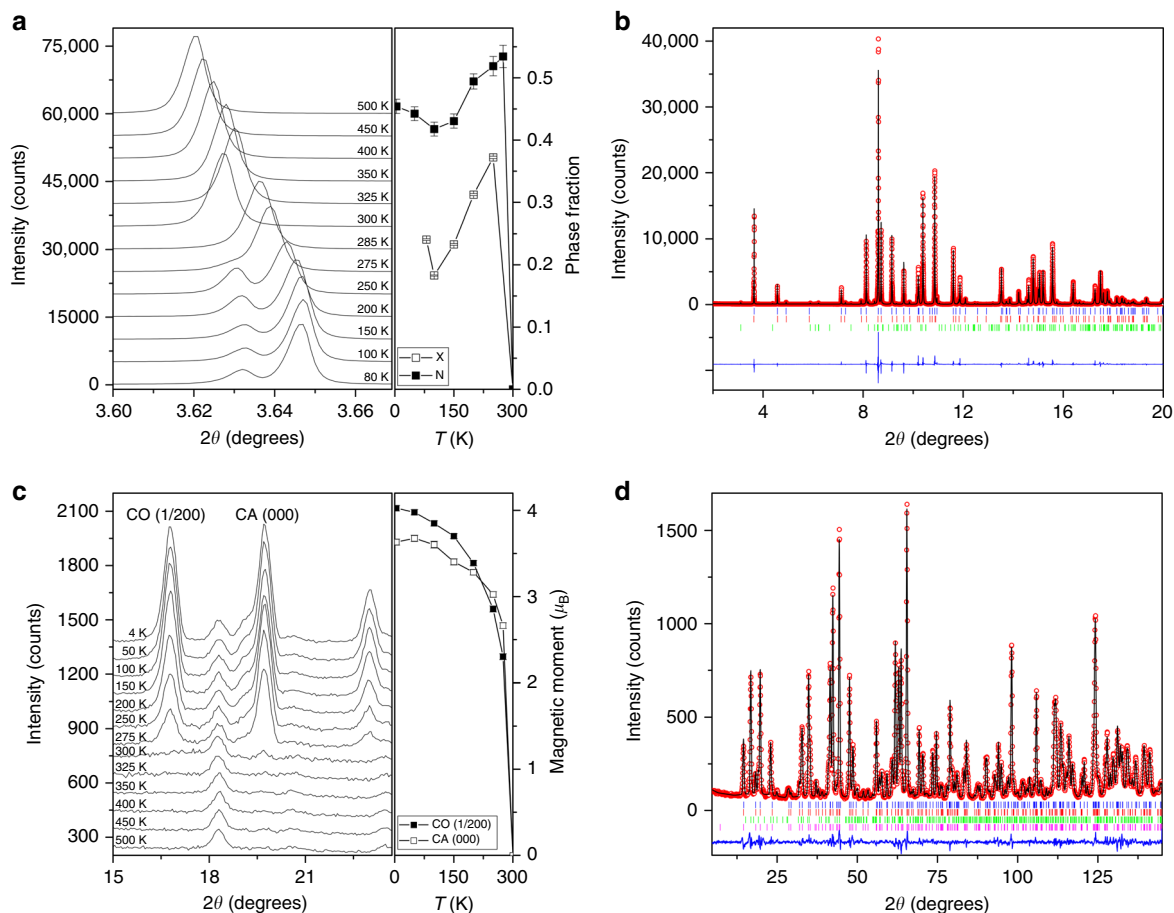 a
75,000
60,000
45,000
30,000
15000
0
Intensity (counts)
500 K
450 K
400 K
350 K
325 K
300 K
285 K
275 K
250 K
200 K
150 K
100 K
80 K
3.60
3.62
3.64
3.66
2θ (degrees)
0.5
0.4
0.3
0.2
0.1
0.0
Phase fraction
X
N
0
150
300
T (K)
b
40,000
30,000
20,000
10,000
0
Intensity (counts)
4
8
12
16
20
2θ (degrees)
c
CO (1/200)
CA (000)
2100
1800
1500
1200
900
600
300
Intensity (counts)
4 K
50 K
100 K
150 K
200 K
250 K
275 K
300 K
325 K
350 K
400 K
450 K
500 K
15
18
21
2θ (degrees)
4
3
2
1
0
Magnetic moment (μB)
CO (1/200)
CA (000)
0
150
300
T (K)
d
1500
1000
500
0
Intensity (counts)
25
50
75
100
125
2θ (degrees)